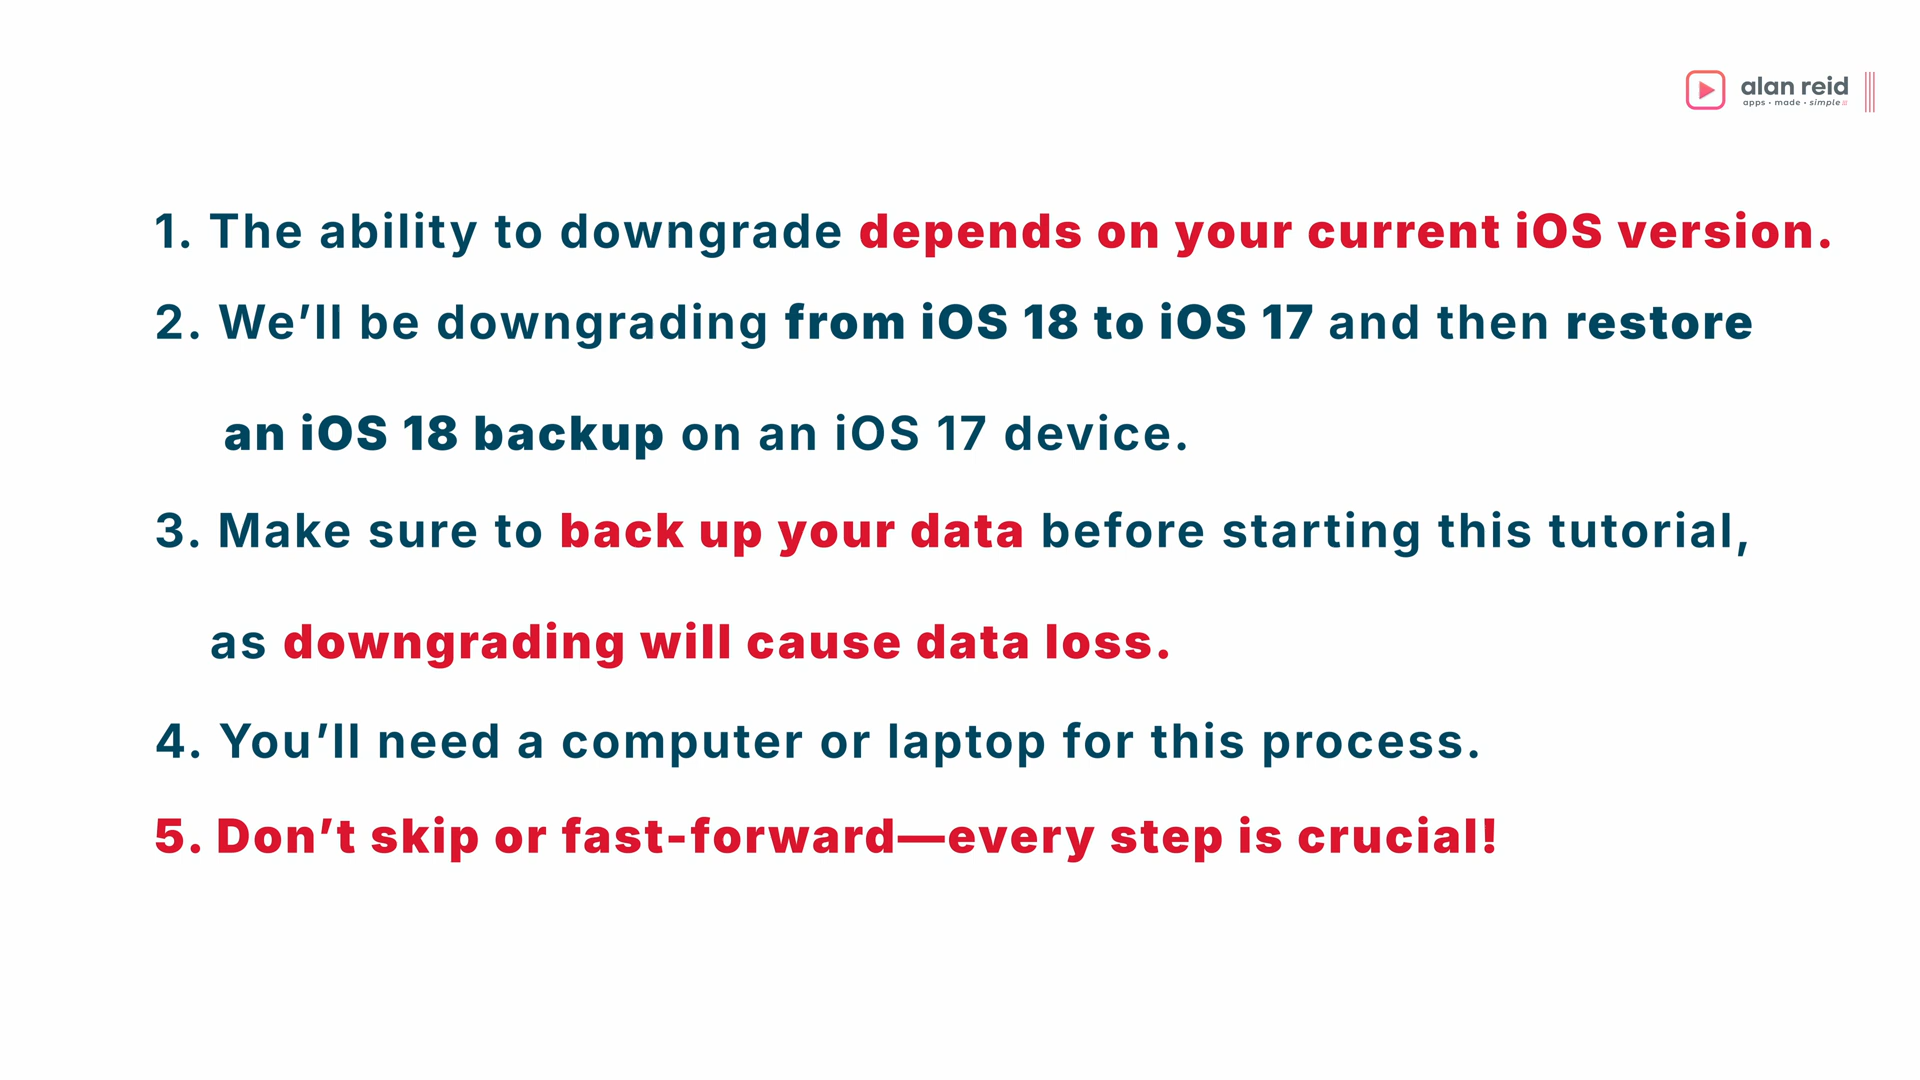 alan reid
apps • made • simple
1. The ability to downgrade depends on your current iOS version.
2. We’ll be downgrading from iOS 18 to iOS 17 and then restore
an iOS 18 backup on an iOS 17 device.
3. Make sure to back up your data before starting this tutorial,
as downgrading will cause data loss.
4. You’ll need a computer or laptop for this process.
5. Don’t skip or fast-forward—every step is crucial!